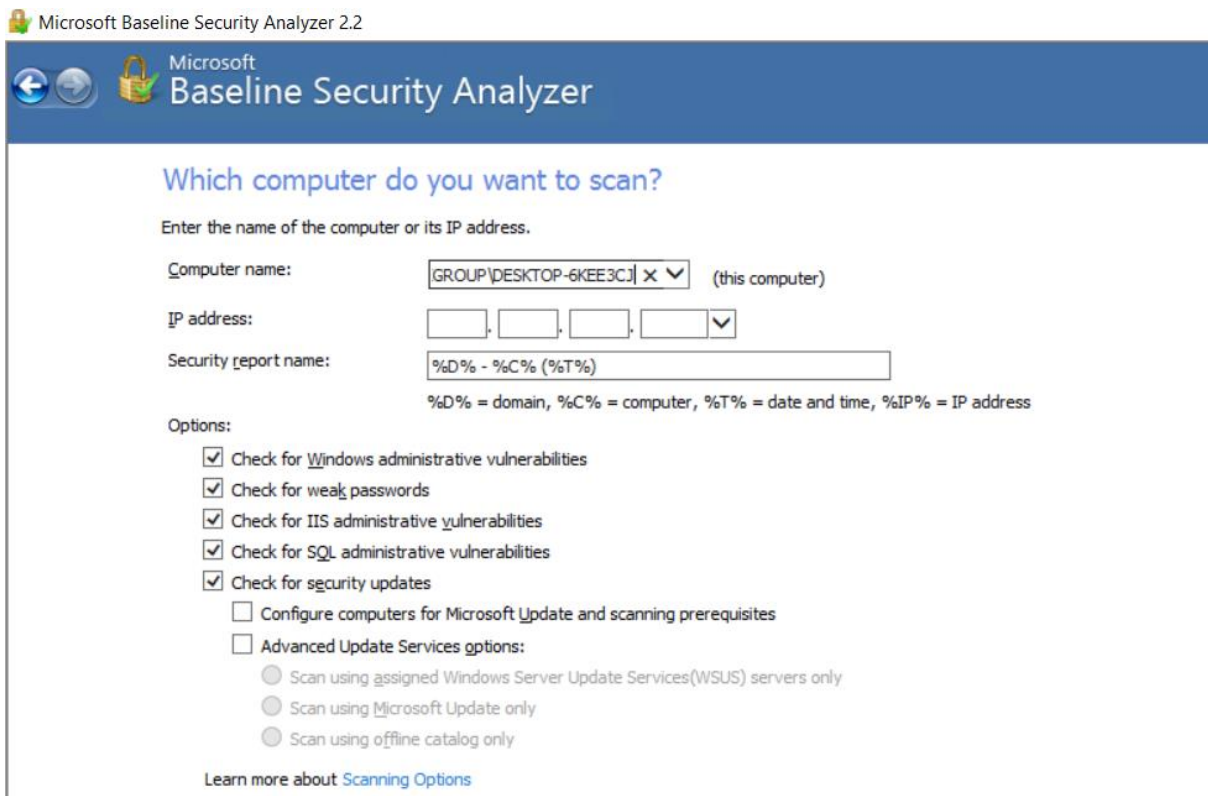 Microsoft Baseline Security Analyzer 2.2
Microsoft
Baseline Security Analyzer
Which computer do you want to scan?
Enter the name of the computer or its IP address.
Computer name: GROUP\DESKTOP-6KEE3CJ (this computer)
IP address: . . .
Security report name: %D% - %C% (%T%)
%D% = domain, %C% = computer, %T% = date and time, %IP% = IP address
Options:
Check for Windows administrative vulnerabilities
Check for weak passwords
Check for IIS administrative vulnerabilities
Check for SQL administrative vulnerabilities
Check for security updates
Configure computers for Microsoft Update and scanning prerequisites
Advanced Update Services options:
Scan using assigned Windows Server Update Services(WSUS) servers only
Scan using Microsoft Update only
Scan using offline catalog only
Learn more about Scanning Options